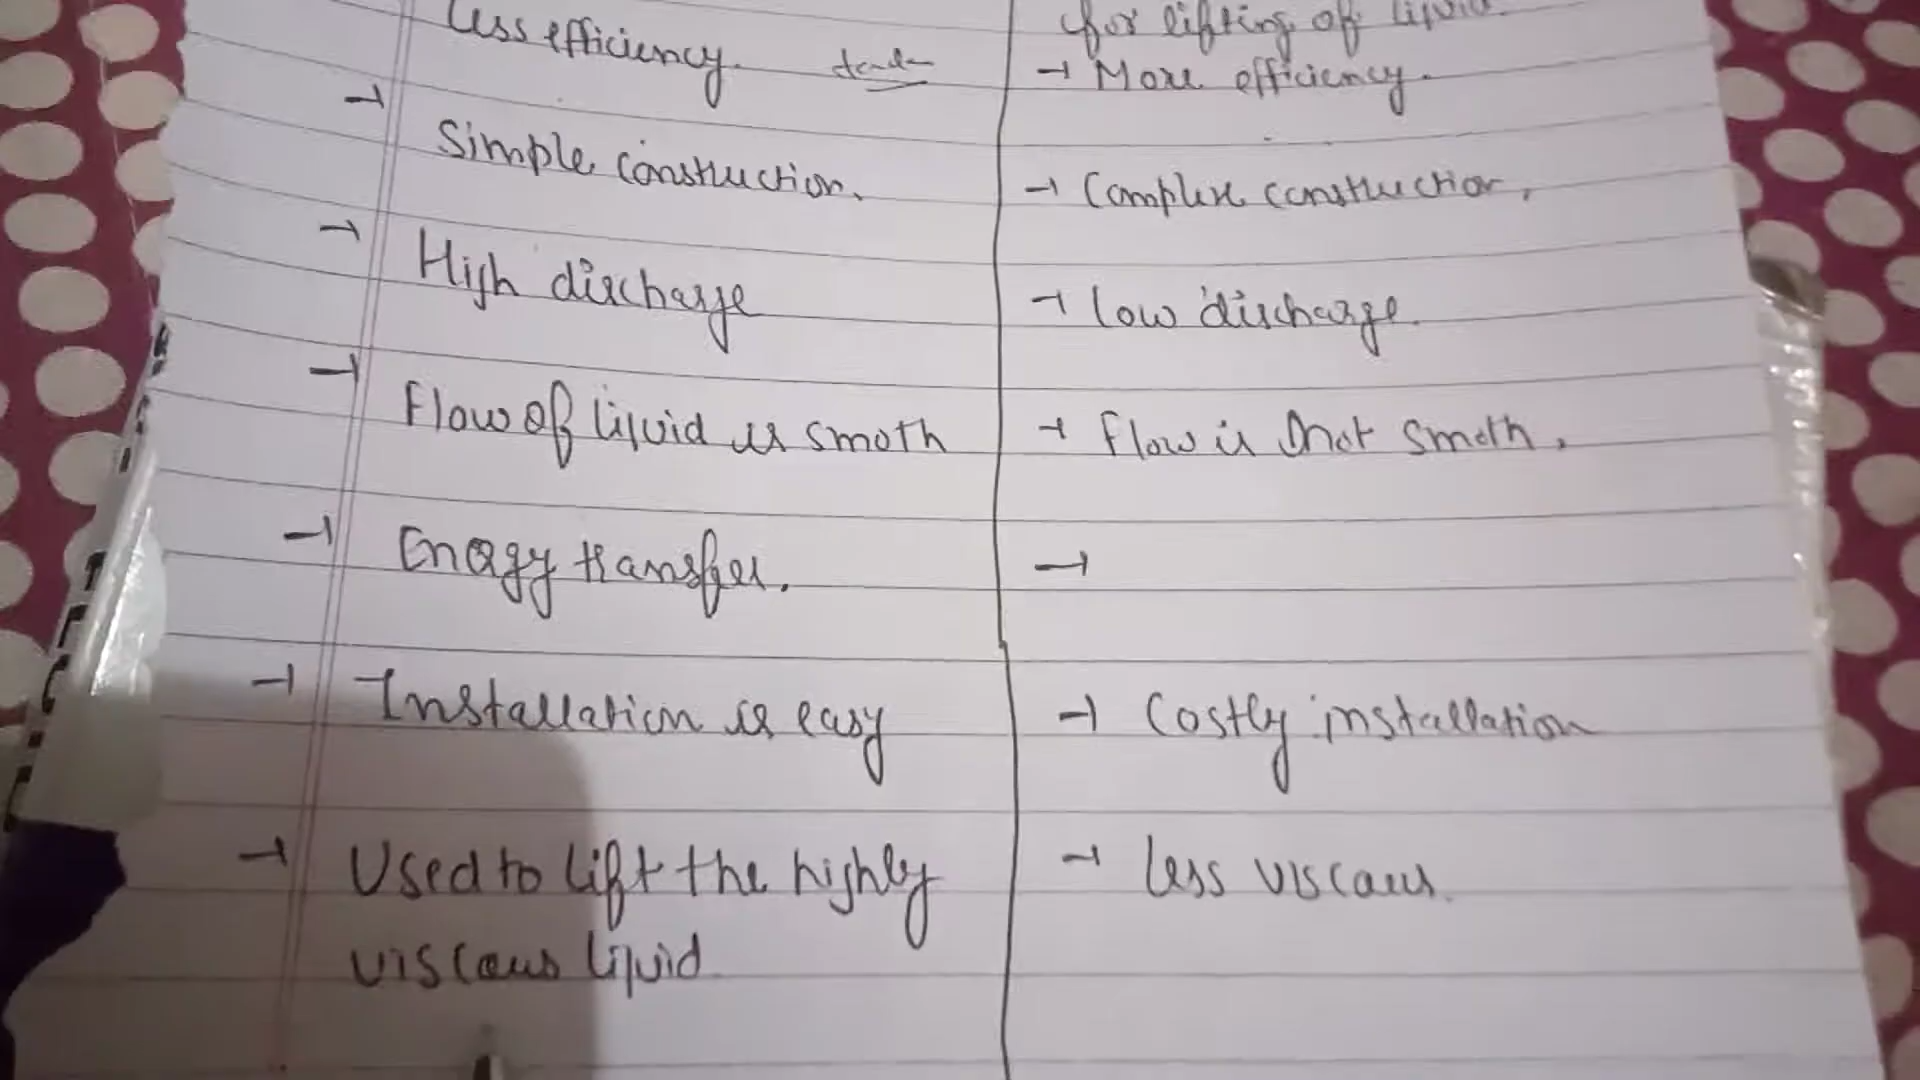 Less efficiency.
for lifting of liquid.
→ More efficiency.
→ Simple construction.
→ Complex construction.
→ High discharge
→ low discharge.
→ Flow of liquid is smoth
→ flow is not smoth.
→ Enegy transfer.
→
→ Installation is easy
→ Costly installation
→ Used to lift the highly
viscous liquid
→ less viscous.